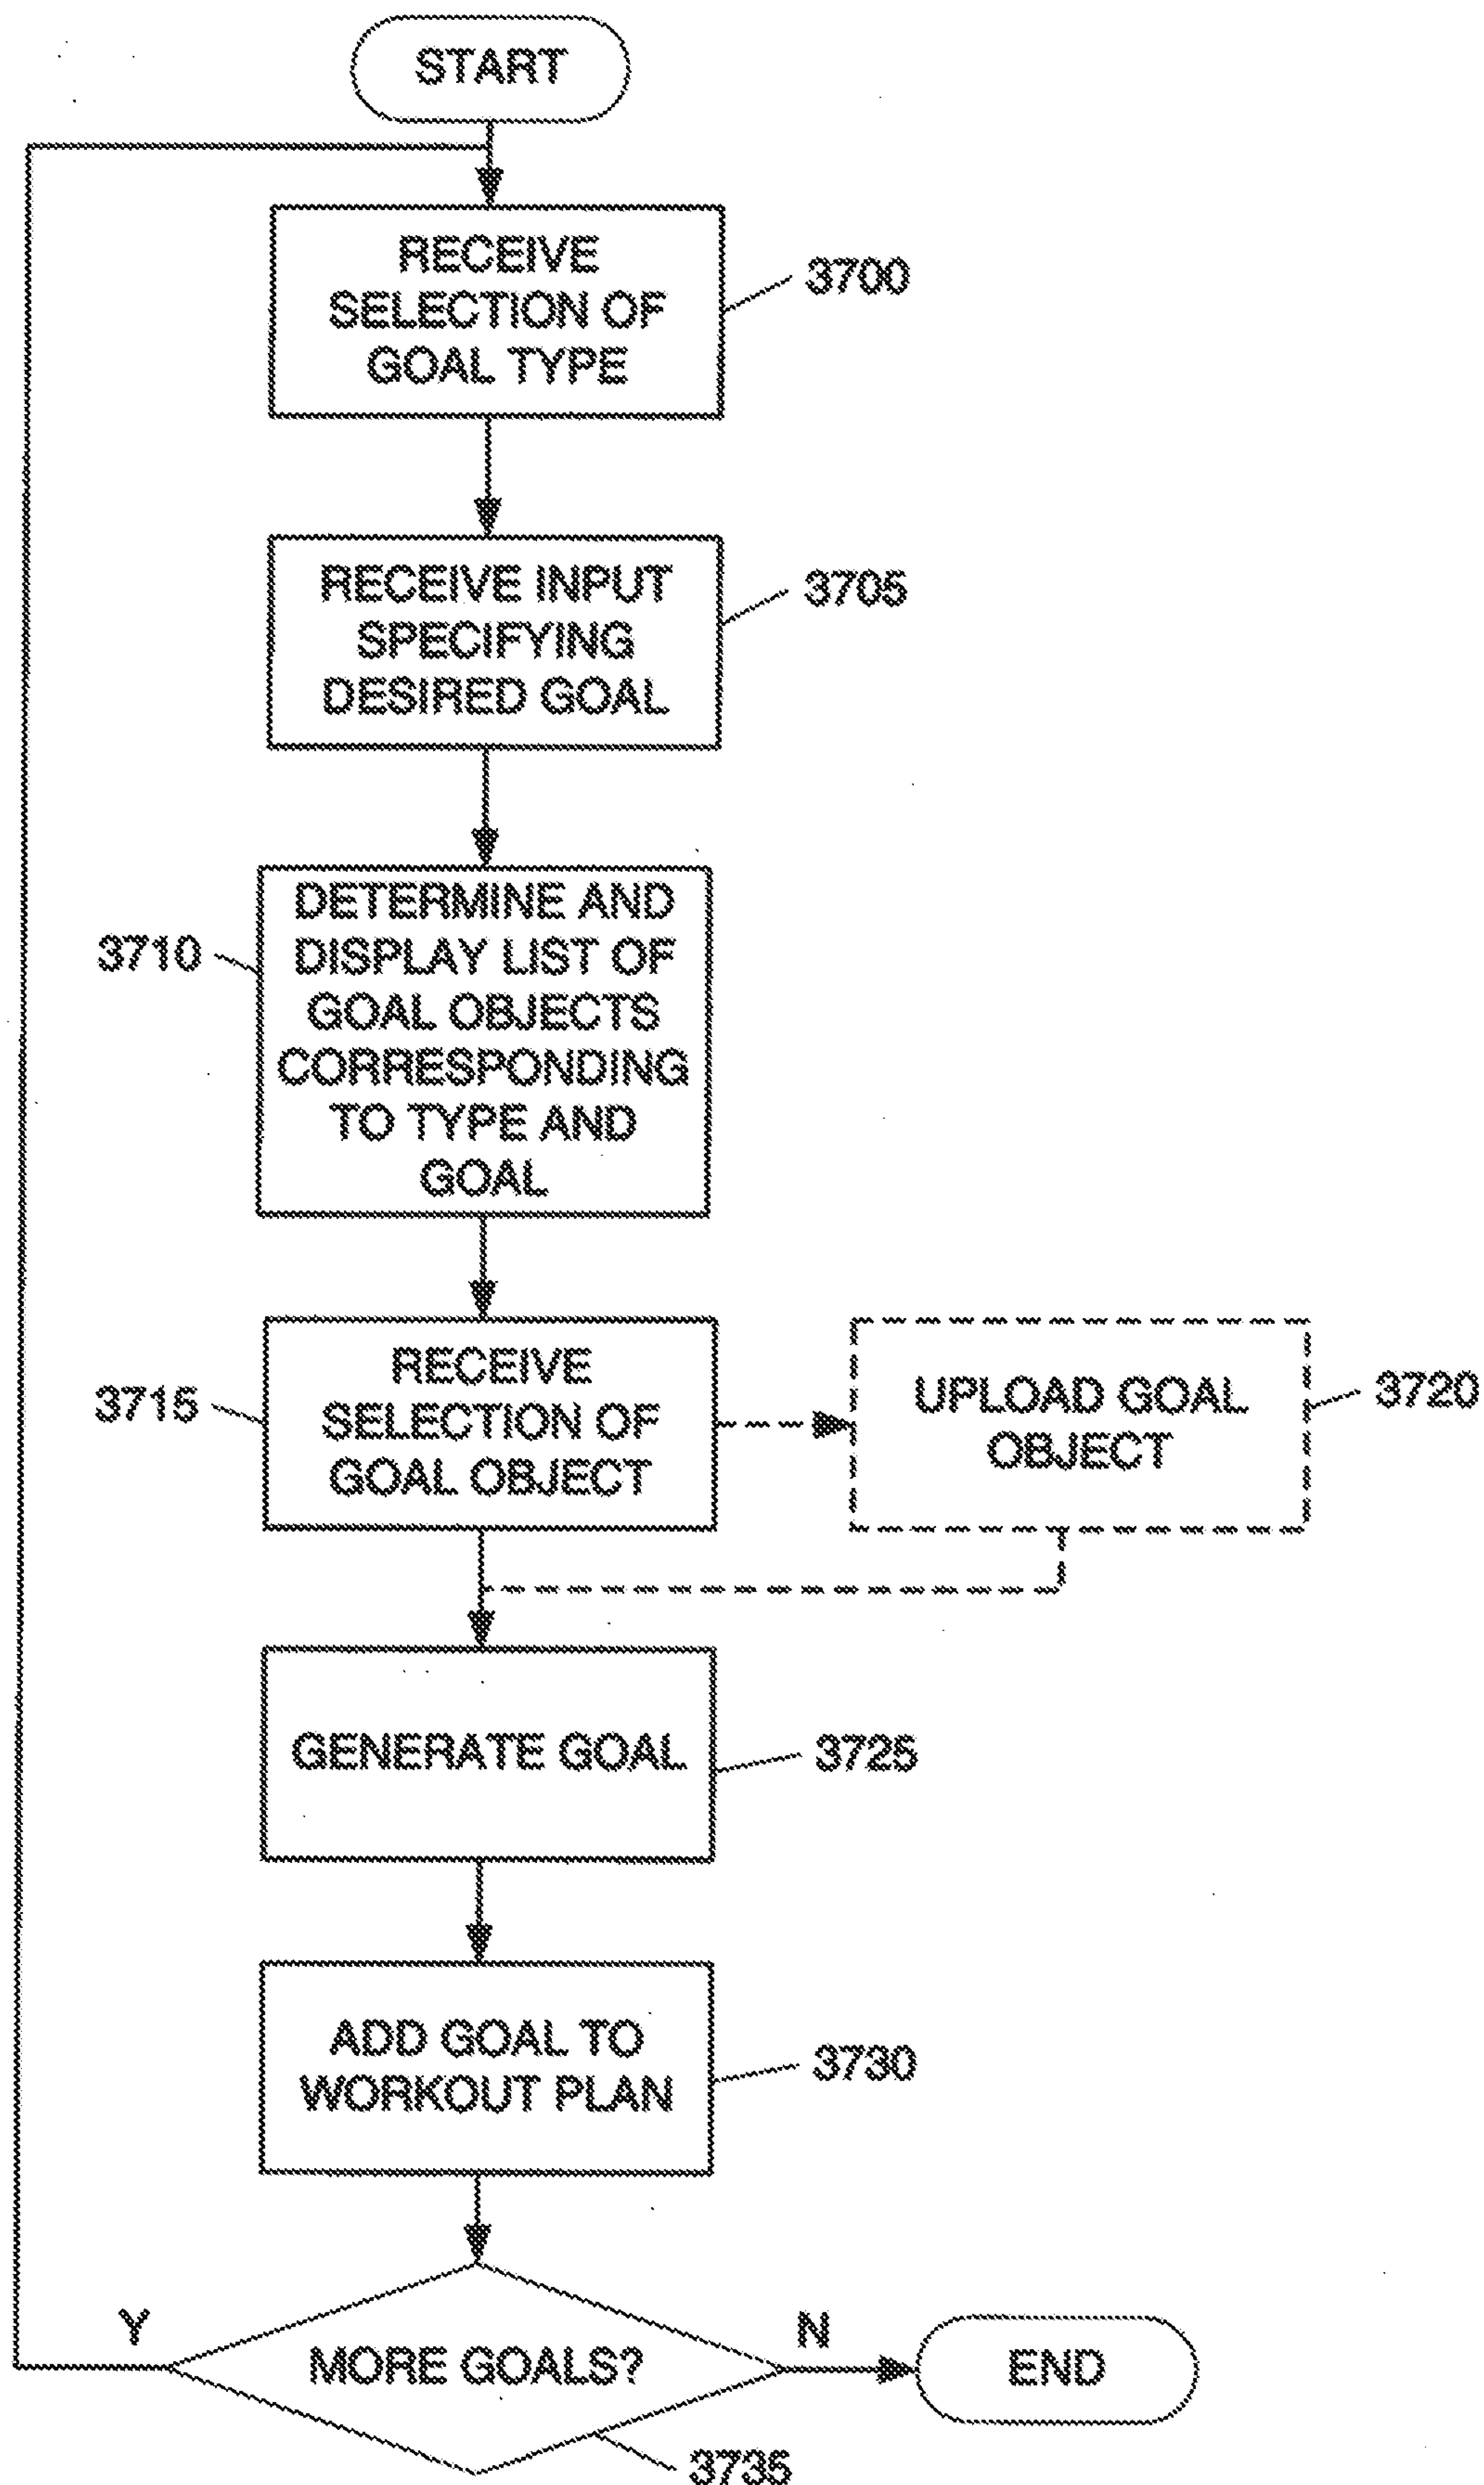 START
RECEIVE
SELECTION OF
GOAL TYPE
3700
RECEIVE INPUT
SPECIFYING
DESIRED GOAL
3705
DETERMINE AND
DISPLAY LIST OF
GOAL OBJECTS
CORRESPONDING
TO TYPE AND
GOAL
3710
RECEIVE
SELECTION OF
GOAL OBJECT
3715
UPLOAD GOAL
OBJECT
3720
GENERATE GOAL
3725
ADD GOAL TO
WORKOUT PLAN
3730
MORE GOALS?
Y
N
END
3735